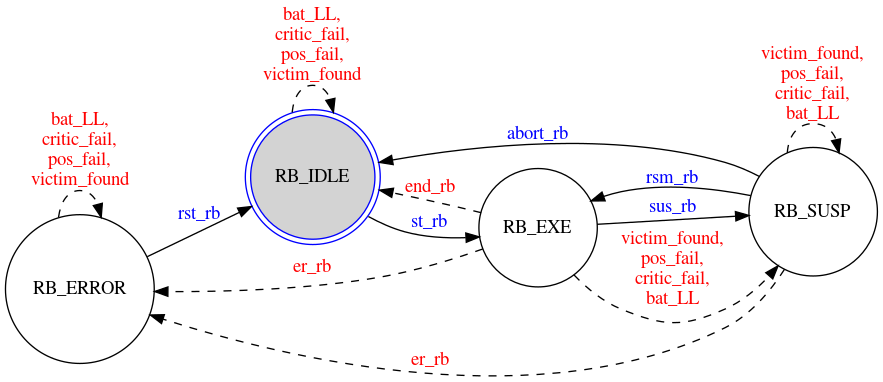 bat_LL,
critic_fail,
pos_fail,
victim_found
victim_found,
pos_fail,
critic_fail,
bat_LL
bat_LL,
critic_fail,
pos_fail,
victim_found
abort_rb
RB_IDLE
rsm_rb
end_rb
sus_rb
RB_SUSP
rst_rb
st_rb
RB_EXE
victim_found,
pos_fail,
critic_fail,
bat_LL
er_rb
RB_ERROR
er_rb